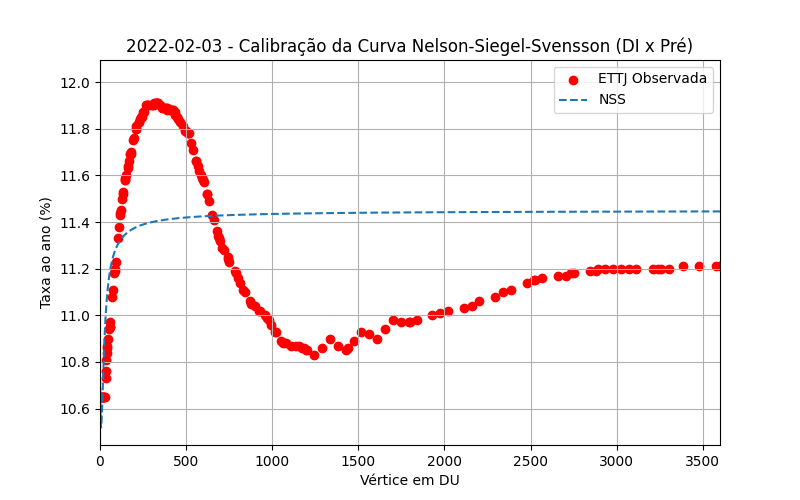 2022-02-03 - Calibração da Curva Nelson-Siegel-Svensson (DI x Pré)
ETTJ Observada
NSS
Taxa ao ano (%)
12.0
11.8
11.6
11.4
11.2
11.0
10.8
10.6
0 500 1000 1500 2000 2500 3000 3500
Vértice em DU